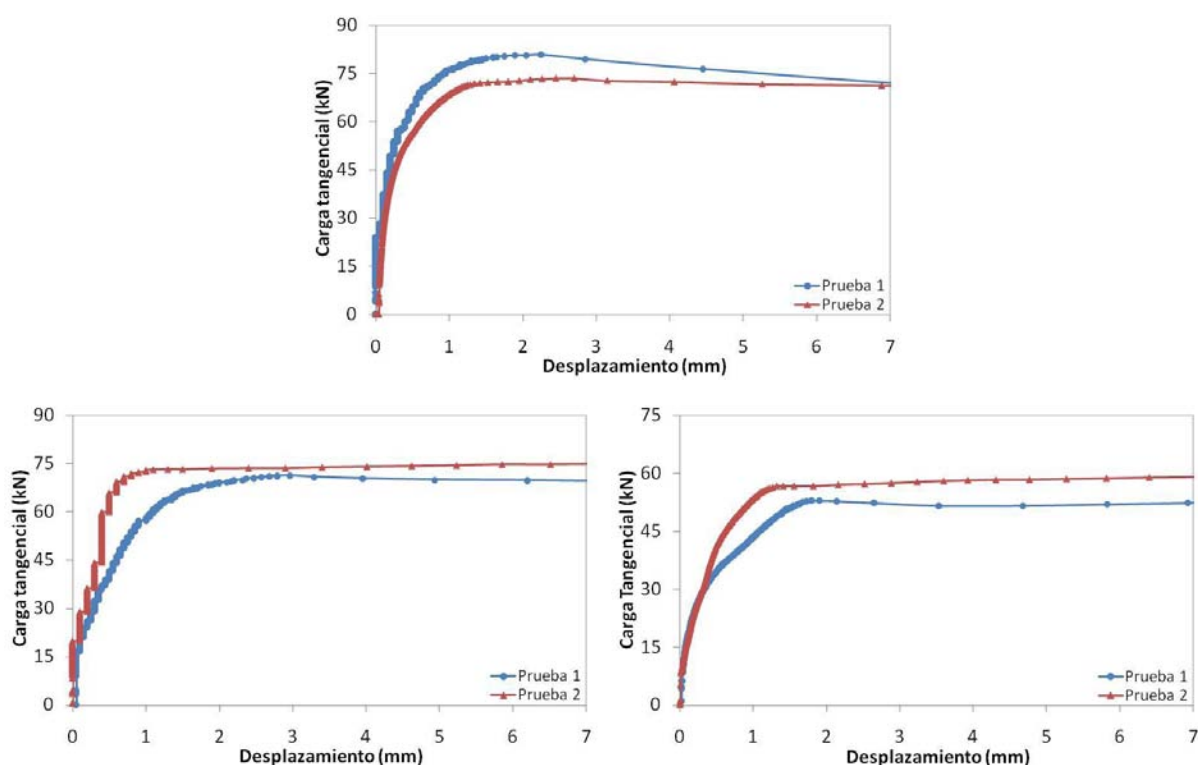 90
75
60
45
30
15
0
Carga tangencial (kN)
Prueba 1
Prueba 2
0 1 2 3 4 5 6 7
Desplazamiento (mm)
90
75
60
45
30
15
0
Carga tangencial (kN)
Prueba 1
Prueba 2
0 1 2 3 4 5 6 7
Desplazamiento (mm)
75
60
45
30
15
0
Carga Tangencial (kN)
Prueba 1
Prueba 2
0 1 2 3 4 5 6 7
Desplazamiento (mm)